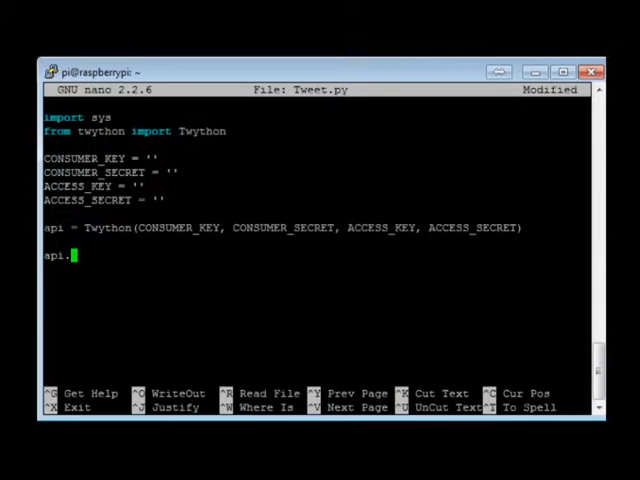 pi@raspberrypi: ~
GNU nano 2.2.6 File: Tweet.py Modified
import sys
from twython import Twython
CONSUMER_KEY = ''
CONSUMER_SECRET = ''
ACCESS_KEY = ''
ACCESS_SECRET = ''
api = Twython(CONSUMER_KEY, CONSUMER_SECRET, ACCESS_KEY, ACCESS_SECRET)
api.
^G Get Help ^O WriteOut ^R Read File ^Y Prev Page ^K Cut Text ^C Cur Pos
^X Exit ^J Justify ^W Where Is ^V Next Page ^U UnCut Text ^T To Spell